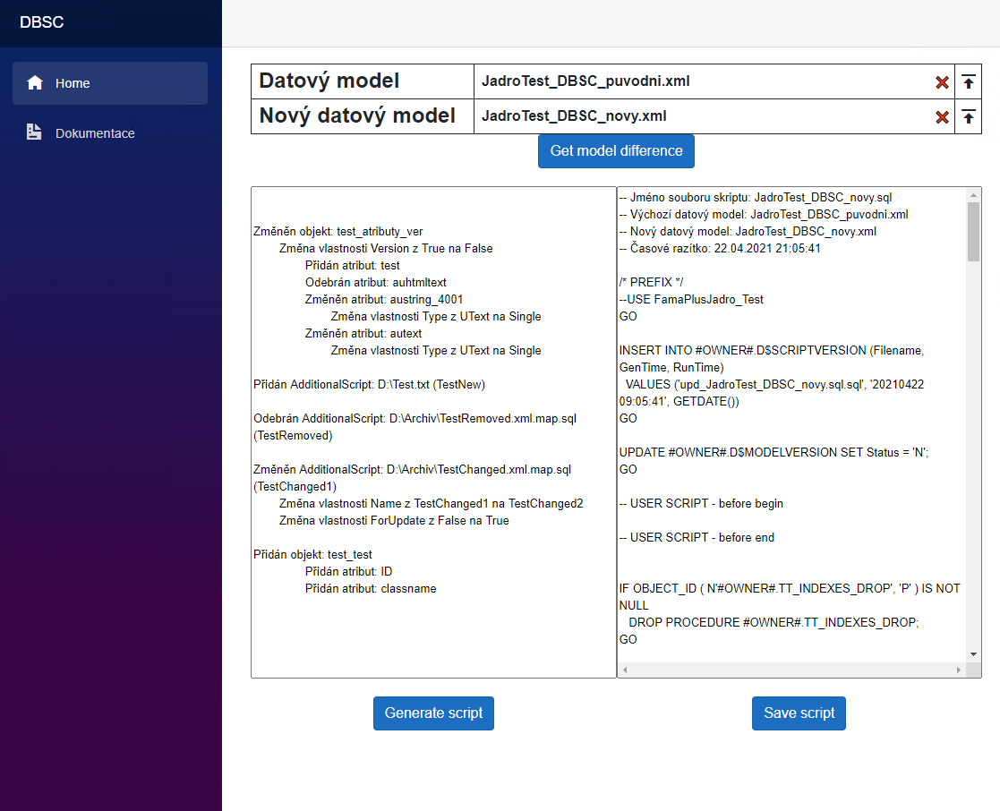 DBSC
Home
Dokumentace
Datový model
JadroTest_DBSC_puvodni.xml
Nový datový model
JadroTest_DBSC_novy.xml
Get model difference
Změněn objekt: test_atributy_ver
Změna vlastnosti Version z True na False
Přidán atribut: test
Odebrán atribut: auhtmltext
Změněn atribut: austring_4001
Změna vlastnosti Type z UText na Single
Změněn atribut: autext
Změna vlastnosti Type z UText na Single
Přidán AdditionalScript: D:\Test.txt (TestNew)
Odebrán AdditionalScript: D:\Archiv\TestRemoved.xml.map.sql
(TestRemoved)
Změněn AdditionalScript: D:\Archiv\TestChanged.xml.map.sql
(TestChanged1)
Změna vlastnosti Name z TestChanged1 na TestChanged2
Změna vlastnosti ForUpdate z False na True
Přidán objekt: test_test
Přidán atribut: ID
Přidán atribut: classname
-- Jméno souboru skriptu: JadroTest_DBSC_novy.sql
-- Výchozí datový model: JadroTest_DBSC_puvodni.xml
-- Nový datový model: JadroTest_DBSC_novy.xml
-- Časové razítko: 22.04.2021 21:05:41
/* PREFIX */
--USE FamaPlusJadro_Test
GO
INSERT INTO #OWNER#.D$SCRIPTVERSION (Filename,
GenTime, RunTime)
VALUES ('upd_JadroTest_DBSC_novy.sql.sql', '20210422
09:05:41', GETDATE())
GO
UPDATE #OWNER#.D$MODELVERSION SET Status = 'N';
GO
-- USER SCRIPT - before begin
-- USER SCRIPT - before end
IF OBJECT_ID ( N'#OWNER#.TT_INDEXES_DROP', 'P' ) IS NOT
NULL
DROP PROCEDURE #OWNER#.TT_INDEXES_DROP;
GO
Generate script
Save script